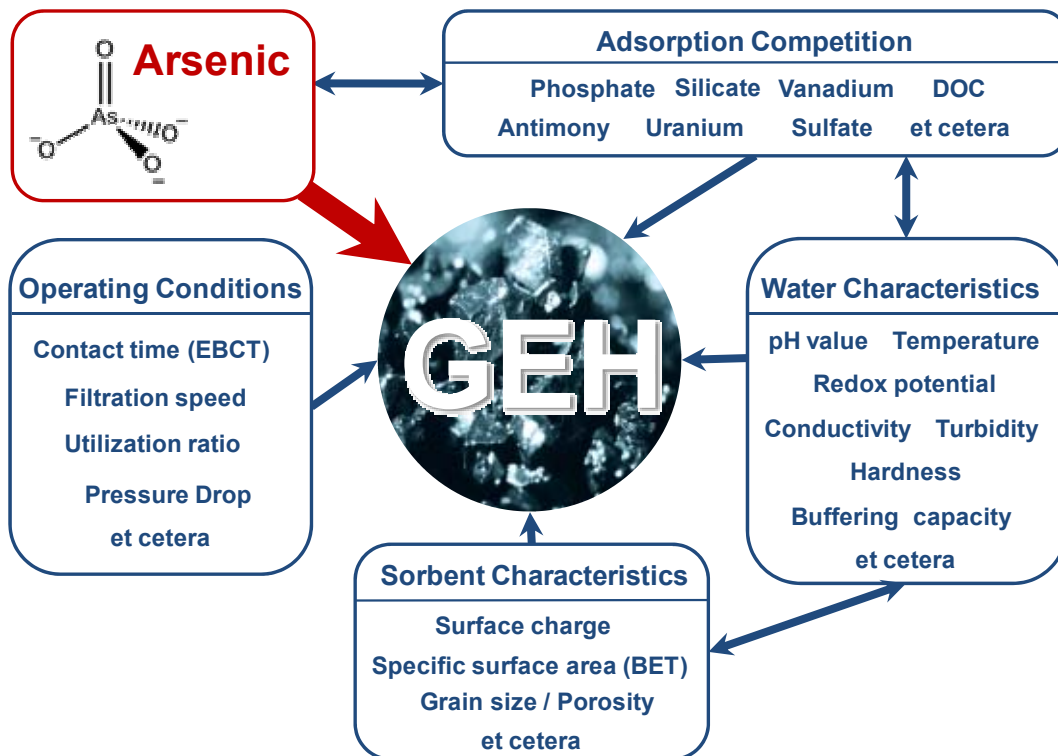 O
As
⁻O
O⁻
O
–
Arsenic
Adsorption Competition
Phosphate Silicate Vanadium DOC
Antimony Uranium Sulfate et cetera
Operating Conditions
Contact time (EBCT)
Filtration speed
Utilization ratio
Pressure Drop
et cetera
GEH
Water Characteristics
pH value Temperature
Redox potential
Conductivity Turbidity
Hardness
Buffering capacity
et cetera
Sorbent Characteristics
Surface charge
Specific surface area (BET)
Grain size / Porosity
et cetera